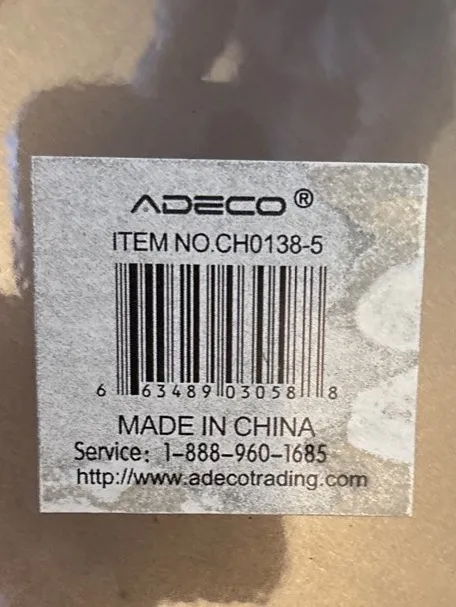 ADECO®
ITEM NO.CH0138-5
6 63489 03058 8
MADE IN CHINA
Service: 1-888-960-1685
http://www.adecotrading.com